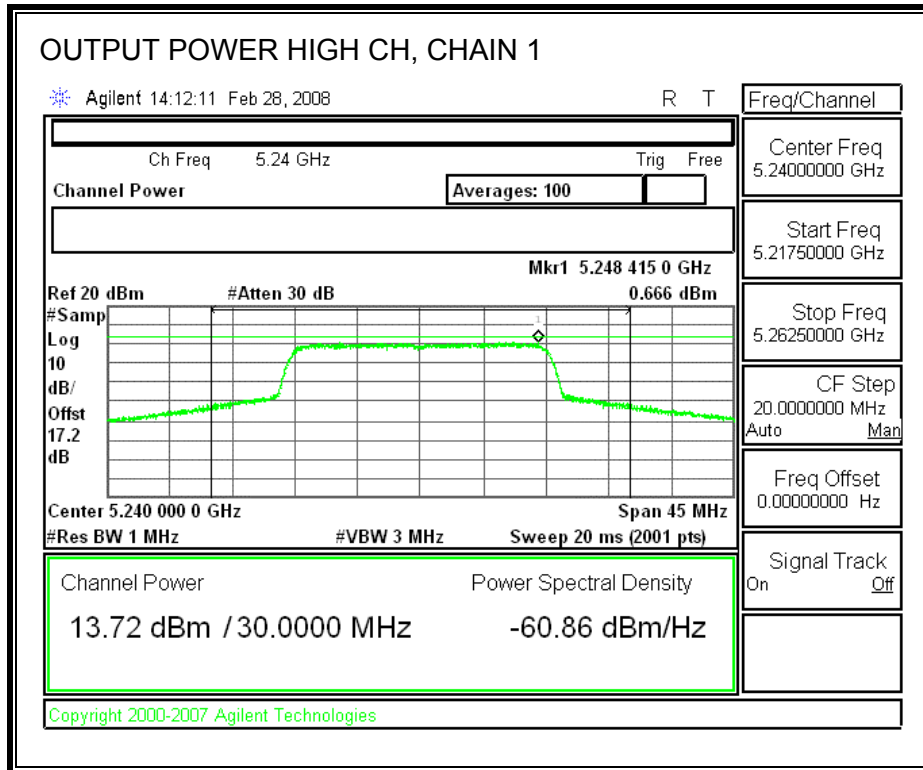 OUTPUT POWER HIGH CH, CHAIN 1
Agilent 14:12:11 Feb 28, 2008 R T
Freq/Channel
Ch Freq 5.24 GHz Trig Free
Channel Power Averages: 100
Mkr1 5.248 415 0 GHz
Ref 20 dBm #Atten 30 dB 0.666 dBm
#Samp
Log
10
dB/
Offst
17.2
dB
1
Center 5.240 000 0 GHz Span 45 MHz
#Res BW 1 MHz #VBW 3 MHz Sweep 20 ms (2001 pts)
Channel Power Power Spectral Density
13.72 dBm / 30.0000 MHz -60.86 dBm/Hz
Center Freq
5.24000000 GHz
Start Freq
5.21750000 GHz
Stop Freq
5.26250000 GHz
CF Step
20.0000000 MHz
Auto Man
Freq Offset
0.00000000 Hz
Signal Track
On Off
Copyright 2000-2007 Agilent Technologies